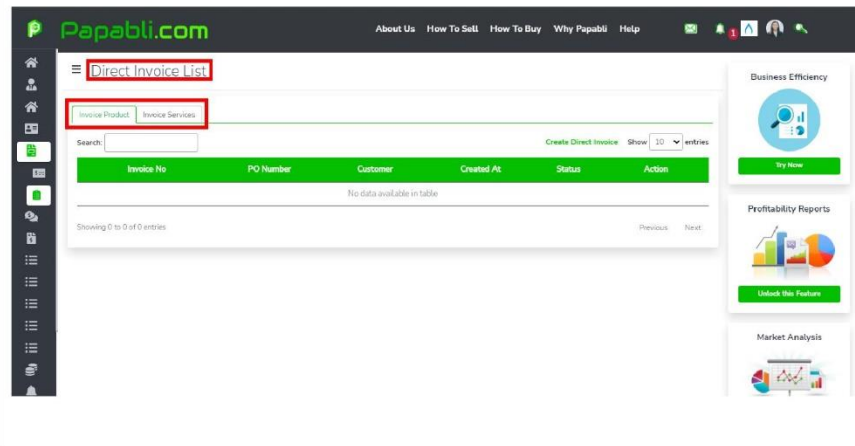 Papabli.com
About Us How To Sell How To Buy Why Papabli Help
1
Direct Invoice List
Invoice Product Invoice Services
Search:
Create Direct Invoice Show 10 entries
Invoice No PO Number Customer Created At Status Action
No data available in table
Showing 0 to 0 of 0 entries
Previous Next
Business Efficiency
Try Now
Profitability Reports
Unlock this Feature
Market Analysis